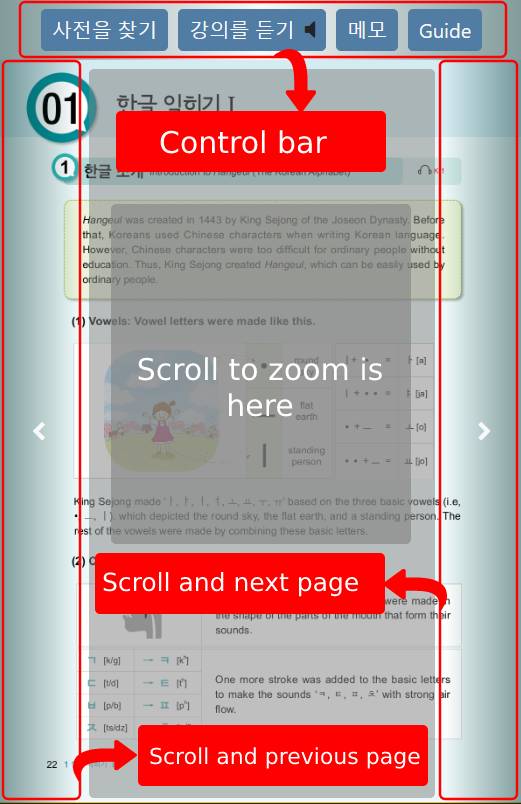 사전을 찾기 강의를 듣기 메모 Guide
01 한글 익히기 I
Control bar
1 한글 소개 Introduction to Hangeul (The Korean Alphabet)
Hangeul was created in 1443 by King Sejong of the Joseon Dynasty. Before
that, Koreans used Chinese characters when writing Korean language.
However, Chinese characters were too difficult for ordinary people without
education. Thus, King Sejong created Hangeul, which can be easily used by
ordinary people.
(1) Vowels: Vowel letters were made like this.
Scroll to zoom is
here
round
flat
earth
standing
person
ㅣ + • = ㅏ [a]
ㅣ + • • = ㅑ [ja]
• + ㅡ = ㅗ [o]
• • + ㅡ = ㅛ [jo]
King Sejong made 'ㅣ, ㅑ, ㅓ, ㅕ, ㅗ, ㅛ, ㅜ, ㅠ' based on the three basic vowels (i.e,
•, ㅡ, ㅣ). which depicted the round sky, the flat earth, and a standing person. The
rest of the vowels were made by combining these basic letters.
(2)
Scroll and next page
were made in
the shape of the parts of the mouth that form their
sounds.
ㄱ [k/g] → ㅋ [kʰ]
ㄷ [t/d] → ㅌ [tʰ]
ㅂ [p/b] → ㅍ [pʰ]
ㅈ [ts/dz]
One more stroke was added to the basic letters
to make the sounds 'ㅋ, ㅌ, ㅍ, ㅊ' with strong air
flow.
Scroll and previous page
22